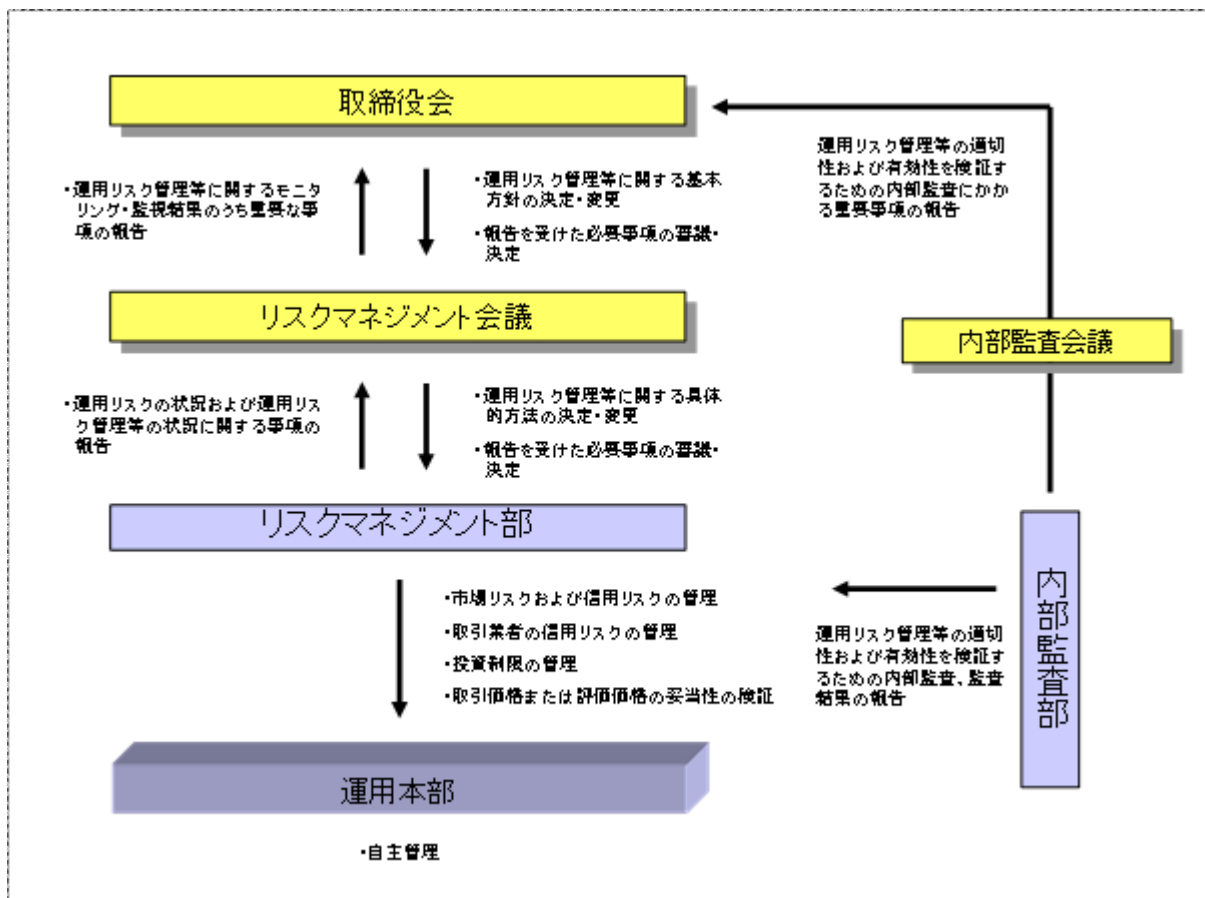 取締役会
・運用リスク管理等に関するモニ
タリング・監視結果のうち重要な事
項の報告
・運用リスク管理等に関する基本
方針の決定・変更
・報告を受けた必要事項の審議・
決定
運用リスク管理等の適切
性および有効性を検証す
るための内部監査にかか
る重要事項の報告
リスクマネジメント会議
内部監査会議
・運用リスクの状況および運用リス
ク管理等の状況に関する事項の
報告
・運用リスク管理等に関する具体
的方法の決定・変更
・報告を受けた必要事項の審議・
決定
リスクマネジメント部
・市場リスクおよび信用リスクの管理
・取引業者の信用リスクの管理
・投資制限の管理
・取引価格または評価価格の妥当性の検証
運用リスク管理等の適切
性および有効性を検証す
るための内部監査、監査
結果の報告
内部監査部
運用本部
・自主管理